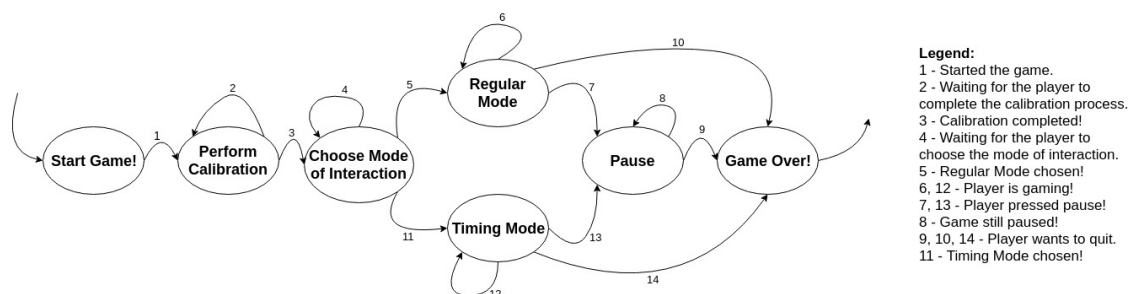 6
10
Legend:
1 - Started the game.
2 - Waiting for the player to
complete the calibration process.
3 - Calibration completed!
4 - Waiting for the player to
choose the mode of interaction.
5 - Regular Mode chosen!
6, 12 - Player is gaming!
7, 13 - Player pressed pause!
8 - Game still paused!
9, 10, 14 - Player wants to quit.
11 - Timing Mode chosen!
5
Regular
Mode
7
2
4
8
1
3
9
Start Game!
Perform
Calibration
Choose Mode
of Interaction
Pause
Game Over!
11
Timing Mode
13
14
12